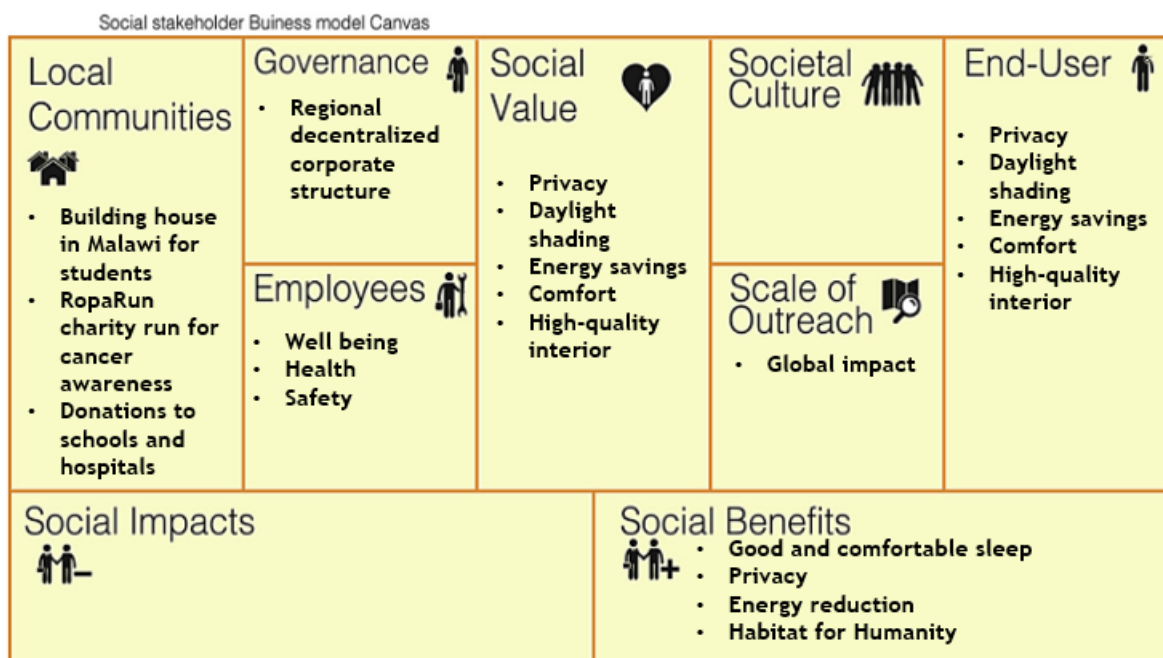 Social stakeholder Buiness model Canvas
Local
Communities
• Building house
in Malawi for
students
• RopaRun
charity run for
cancer
awareness
• Donations to
schools and
hospitals
Governance
• Regional
decentralized
corporate
structure
Employees
• Well being
• Health
• Safety
Social
Value
• Privacy
• Daylight
shading
• Energy savings
• Comfort
• High-quality
interior
Societal
Culture
Scale of
Outreach
• Global impact
End-User
• Privacy
• Daylight
shading
• Energy savings
• Comfort
• High-quality
interior
Social Impacts
Social Benefits
• Good and comfortable sleep
• Privacy
• Energy reduction
• Habitat for Humanity